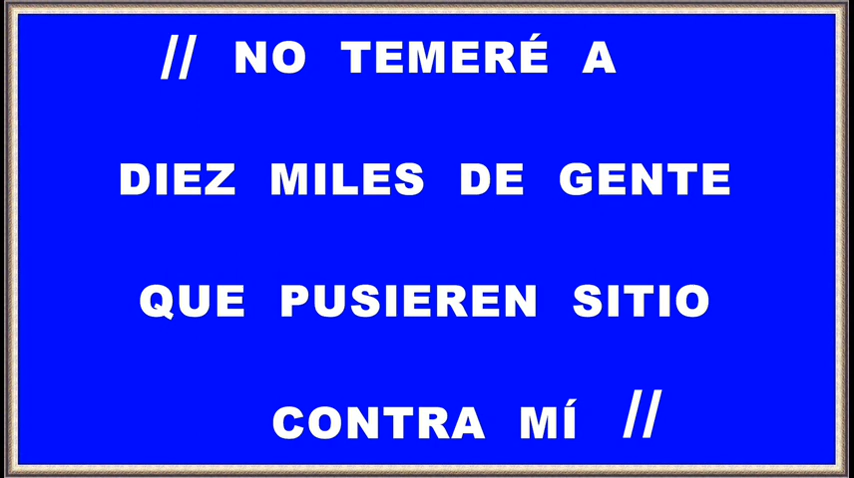 // NO TEMERÉ A
DIEZ MILES DE GENTE
QUE PUSIEREN SITIO
CONTRA MÍ //